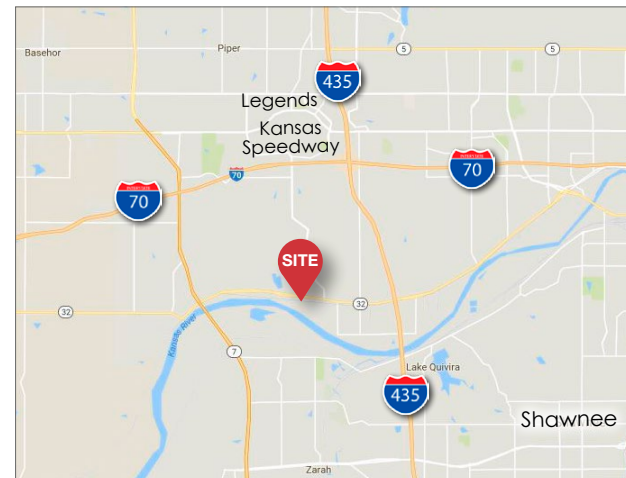 Basehor
Piper
5
5
435
Legends
Kansas
Speedway
70
70
70
SITE
32
32
Kansas River
7
Lake Quivira
435
Shawnee
Zarah